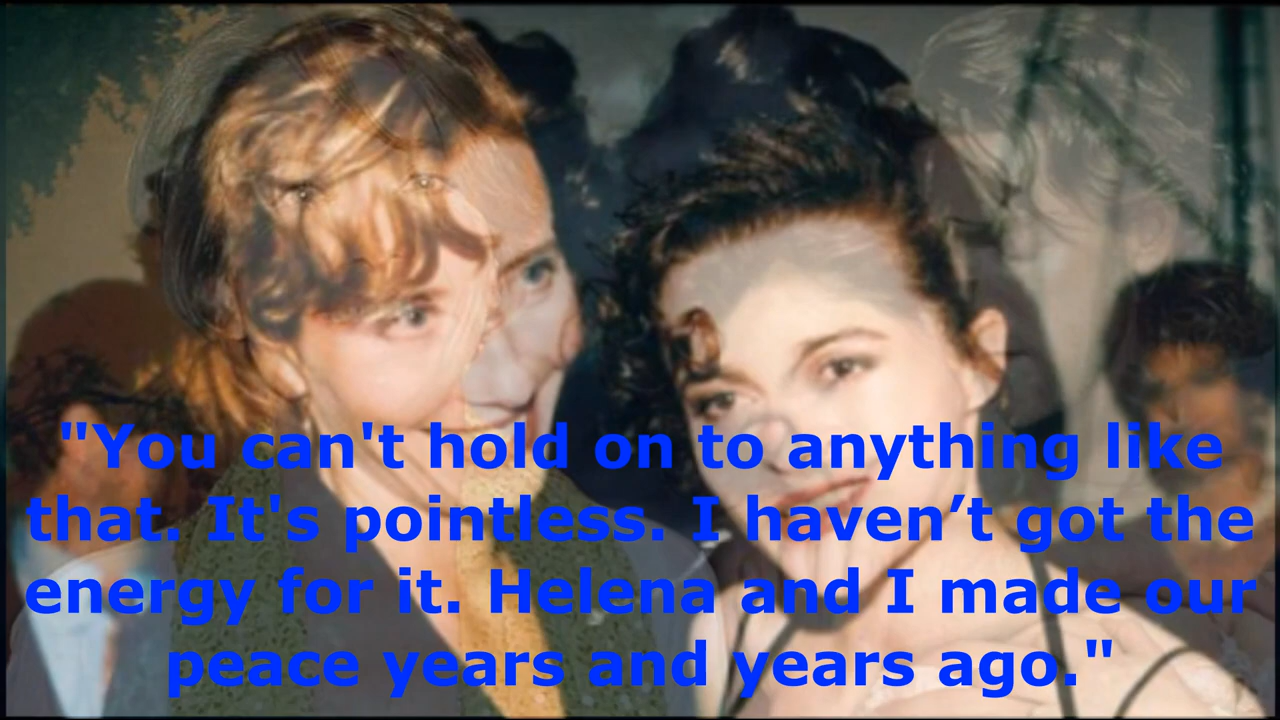 "You can't hold on to anything like
that. It's pointless. I haven’t got the
energy for it. Helena and I made our
peace years and years ago."